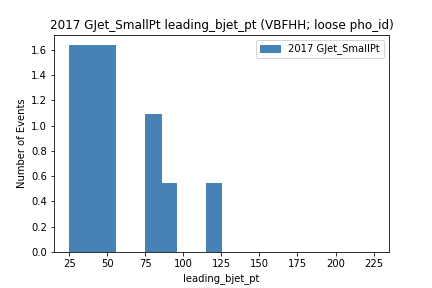 2017 GJet_SmallPt leading_bjet_pt (VBFHH; loose pho_id)
2017 GJet_SmallPt
Number of Events
1.6
1.4
1.2
1.0
0.8
0.6
0.4
0.2
0.0
25 50 75 100 125 150 175 200 225
leading_bjet_pt